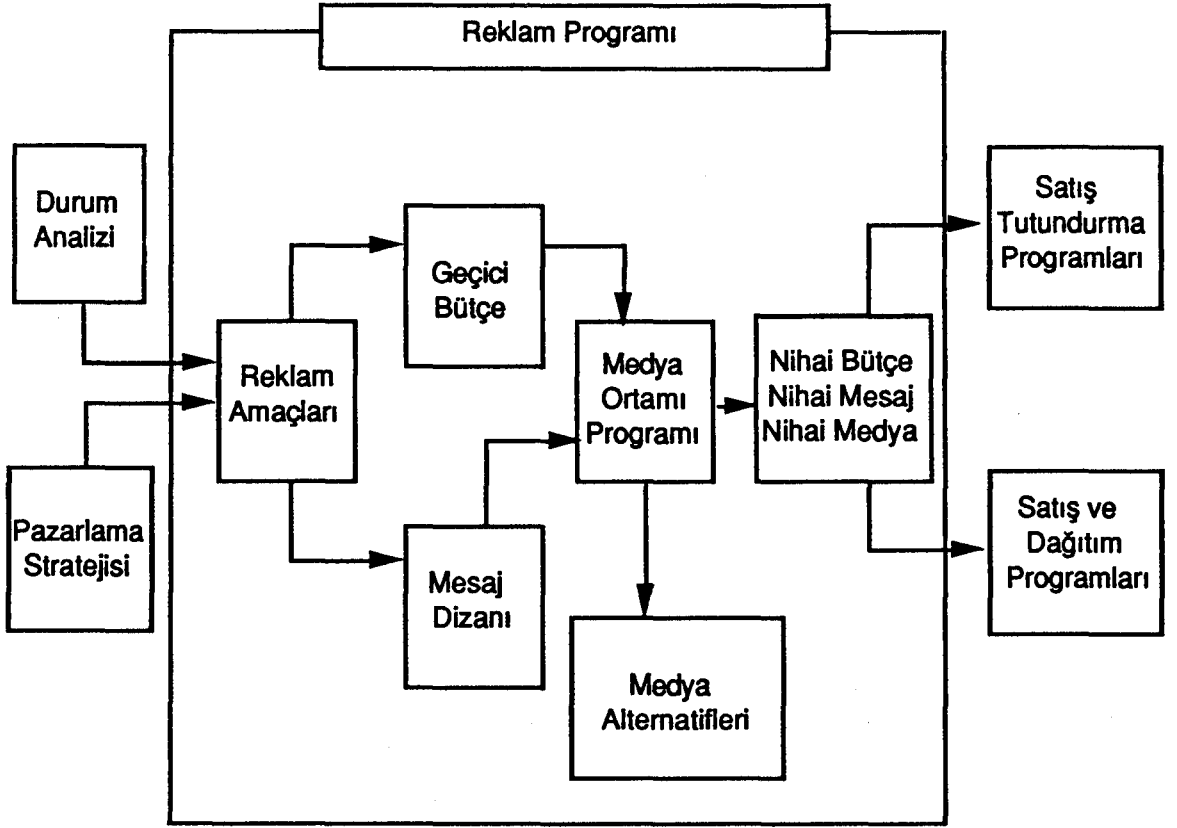 Reklam Programı
Durum
Analizi
Pazarlama
Stratejisi
Reklam
Amaçları
Geçici
Bütçe
Mesaj
Dizanı
Medya
Ortamı
Programı
Medya
Alternatifleri
Nihai Bütçe
Nihai Mesaj
Nihai Medya
Satış
Tutundurma
Programları
Satış ve
Dağıtım
Programları